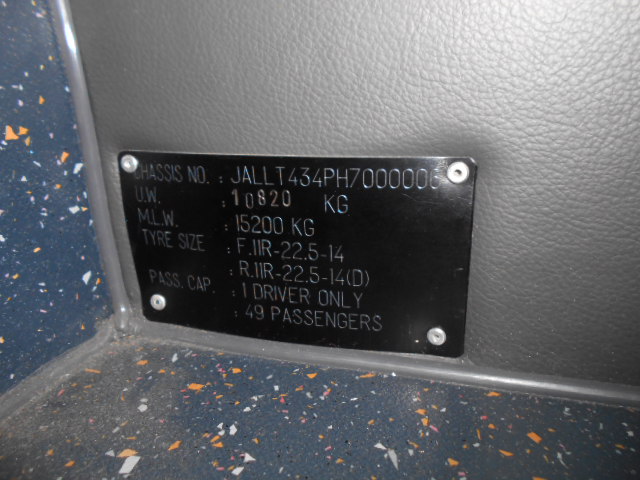 CHASSIS NO. : JALLT434PH7000006
U.W. : 10820 KG
M.L.W. : 15200 KG
TYRE SIZE : F.11R-22.5-14
: R.11R-22.5-14(D)
PASS. CAP. : 1 DRIVER ONLY
: 49 PASSENGERS